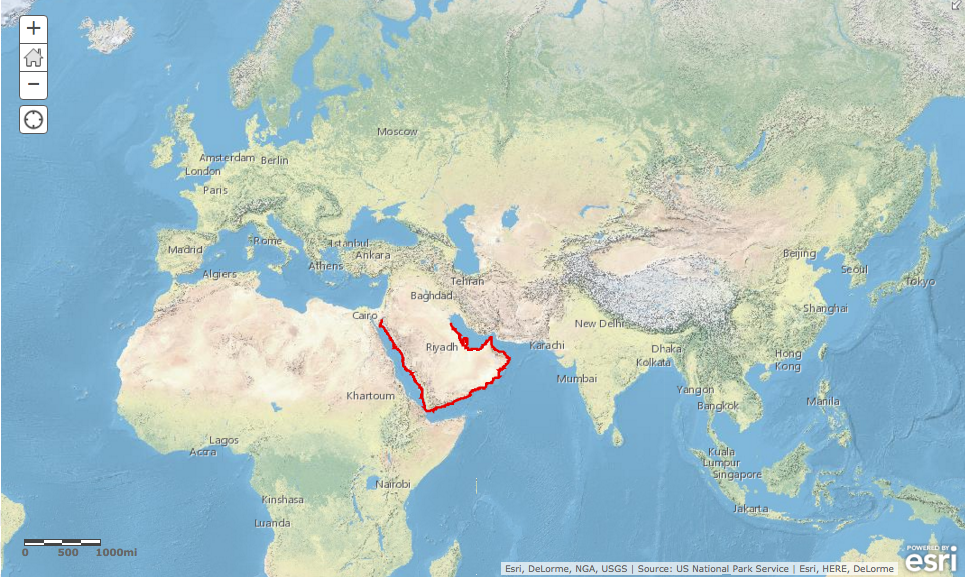 +
−
Moscow
Amsterdam
Berlin
London
Paris
Madrid
Rome
Istanbul
Ankara
Athens
Algiers
Tehran
Baghdad
Beijing
Seoul
Tokyo
Shanghai
Cairo
Riyadh
Karachi
New Delhi
Dhaka
Kolkata
Hong
Kong
Mumbai
Yangon
Bangkok
Manila
Khartoum
Lagos
Accra
Kuala
Lumpur
Singapore
Nairobi
Kinshasa
Luanda
Jakarta
0 500 1000mi
POWERED BY
esri
Esri, DeLorme, NGA, USGS | Source: US National Park Service | Esri, HERE, DeLorme